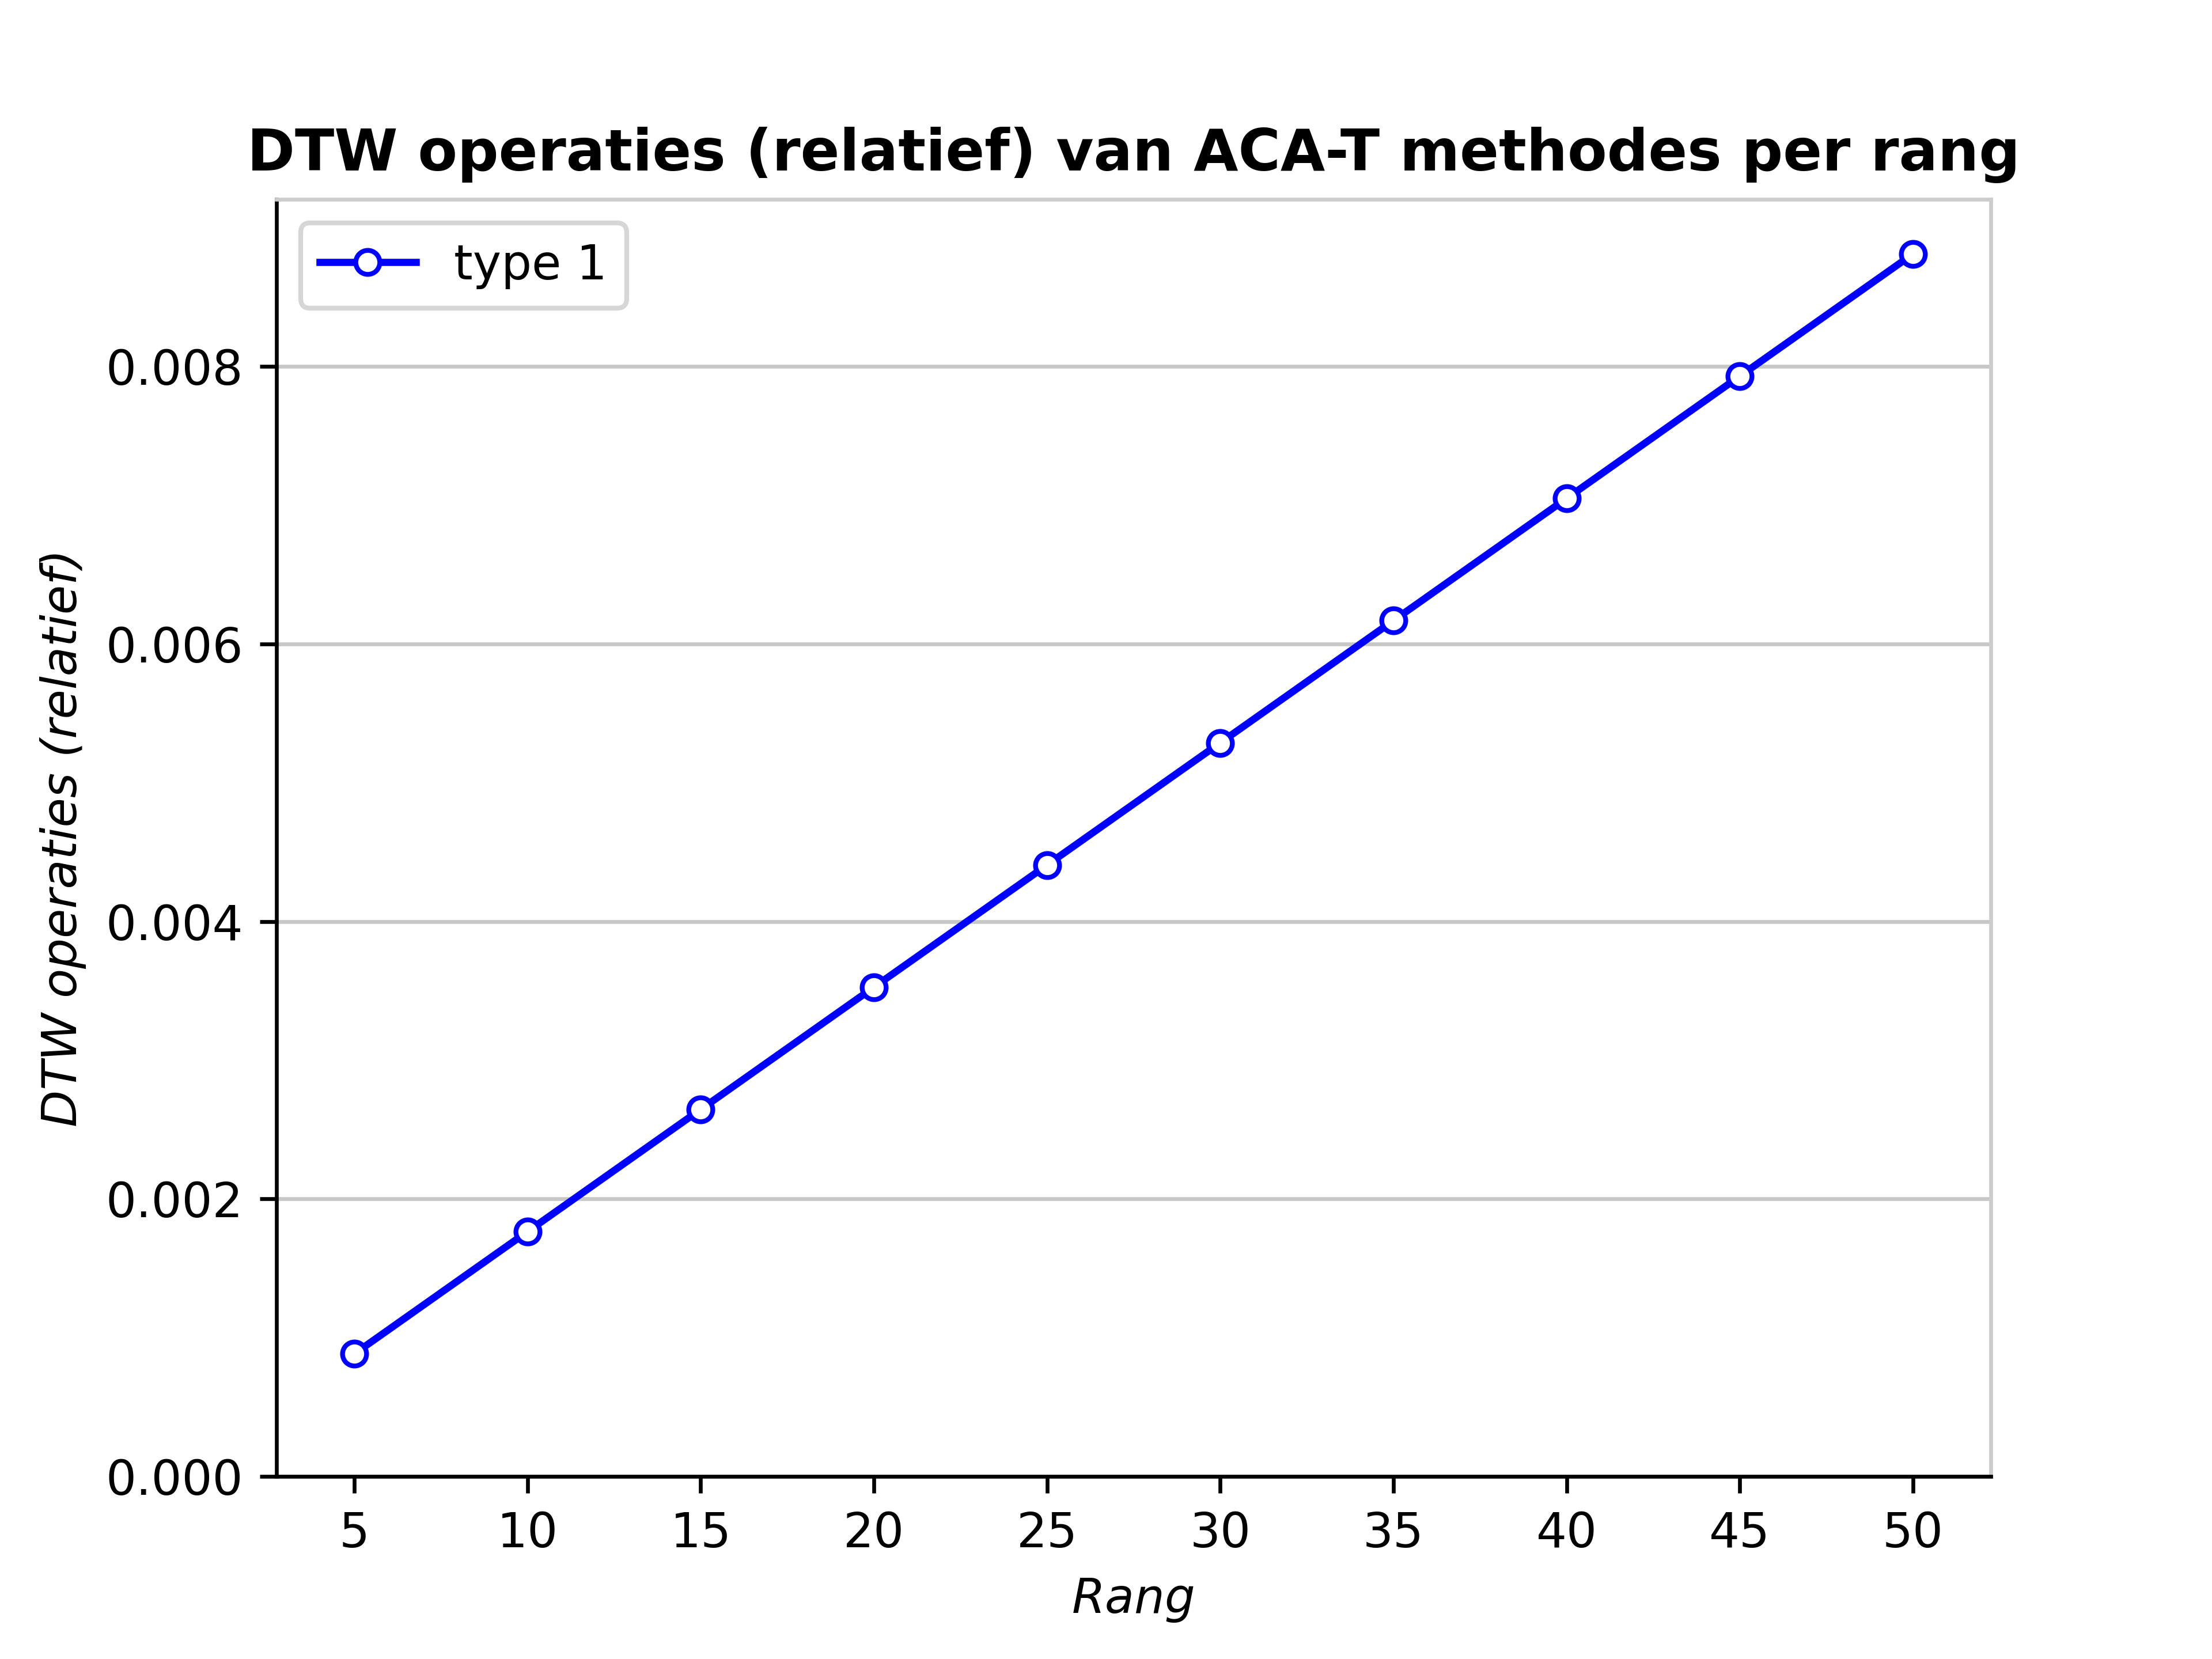 DTW operaties (relatief) van ACA-T methodes per rang
type 1
DTW operaties (relatief)
0.008
0.006
0.004
0.002
0.000
5 10 15 20 25 30 35 40 45 50
Rang